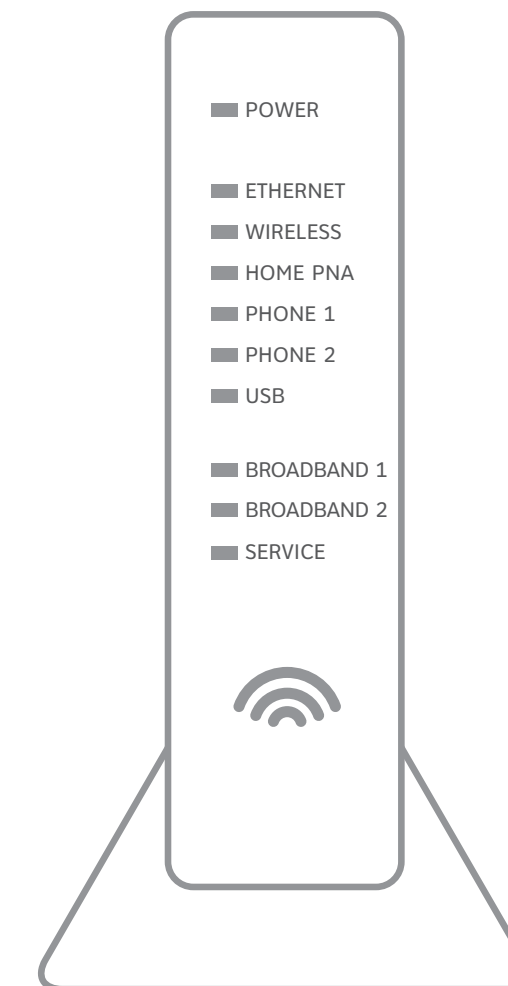 POWER
ETHERNET
WIRELESS
HOME PNA
PHONE 1
PHONE 2
USB
BROADBAND 1
BROADBAND 2
SERVICE